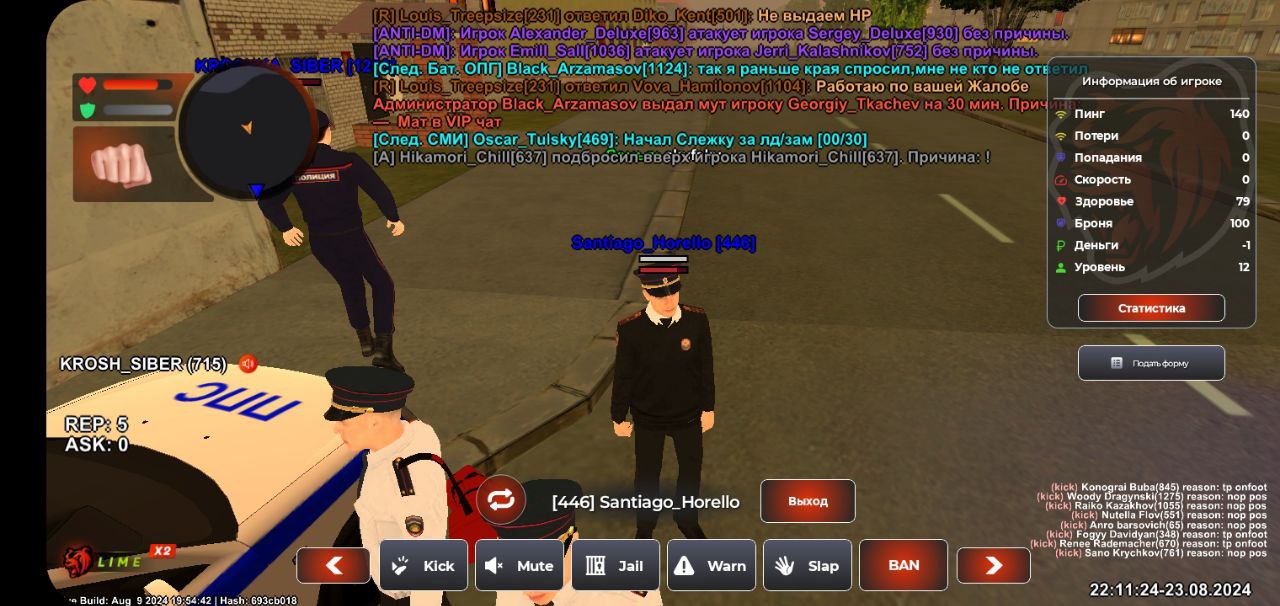 [R] Louis_Treepsize[231] ответил Diko_Kent[501]: Не выдаем HP
[ANTI-DM]: Игрок Alexander_Deluxe[963] атакует игрока Sergey_Deluxe[930] без причины.
[ANTI-DM]: Игрок Emill_Sall[1036] атакует игрока Jerri_Kalashnikov[752] без причины.
[След. Бат. ОПГ] Black_Arzamasov[1124]: так я раньше края спросил,мне не кто не ответил
[R] Louis_Treepsize[231] ответил Vova_Hamilonov[1104]: Работаю по вашей Жалобе
Администратор Black_Arzamasov выдал мут игроку Georgiy_Tkachev на 30 мин. Причина
— Мат в VIP чат
[След. СМИ] Oscar_Tulsky[469]: Начал Слежку за лд/зам [00/30]
[A] Hikamori_Chill[637] подбросил вверх игрока Hikamori_Chill[637]. Причина: !
SIBER
ПОЛИЦИЯ
Santiago_Horello [446]
Информация об игроке
Пинг 140
Потери 0
Попадания 0
Скорость 0
Здоровье 79
Броня 100
Деньги -1
Уровень 12
Статистика
Подать форму
KROSH_SIBER (715)
ППС
REP: 5
ASK: 0
[446] Santiago_Horello
Выход
(kick) Konograi Buba(845) reason: tp onfoot
(kick) Woody Dragynski(1275) reason: nop pos
(kick) Raiko Kazakhov(1055) reason: nop pos
(kick) Nutella Flov(551) reason: nop pos
(kick) Anro barsovich(65) reason: nop pos
(kick) Fogyy Davidyan(348) reason: tp onfoot
(kick) Renee Rademacher(670) reason: tp onfoot
(kick) Sano Krychkov(761) reason: nop pos
LIME X2
Kick
Mute
Jail
Warn
Slap
BAN
22:11:24-23.08.2024
Build: Aug 9 2024 19:54:42 | Hash: 693cb018